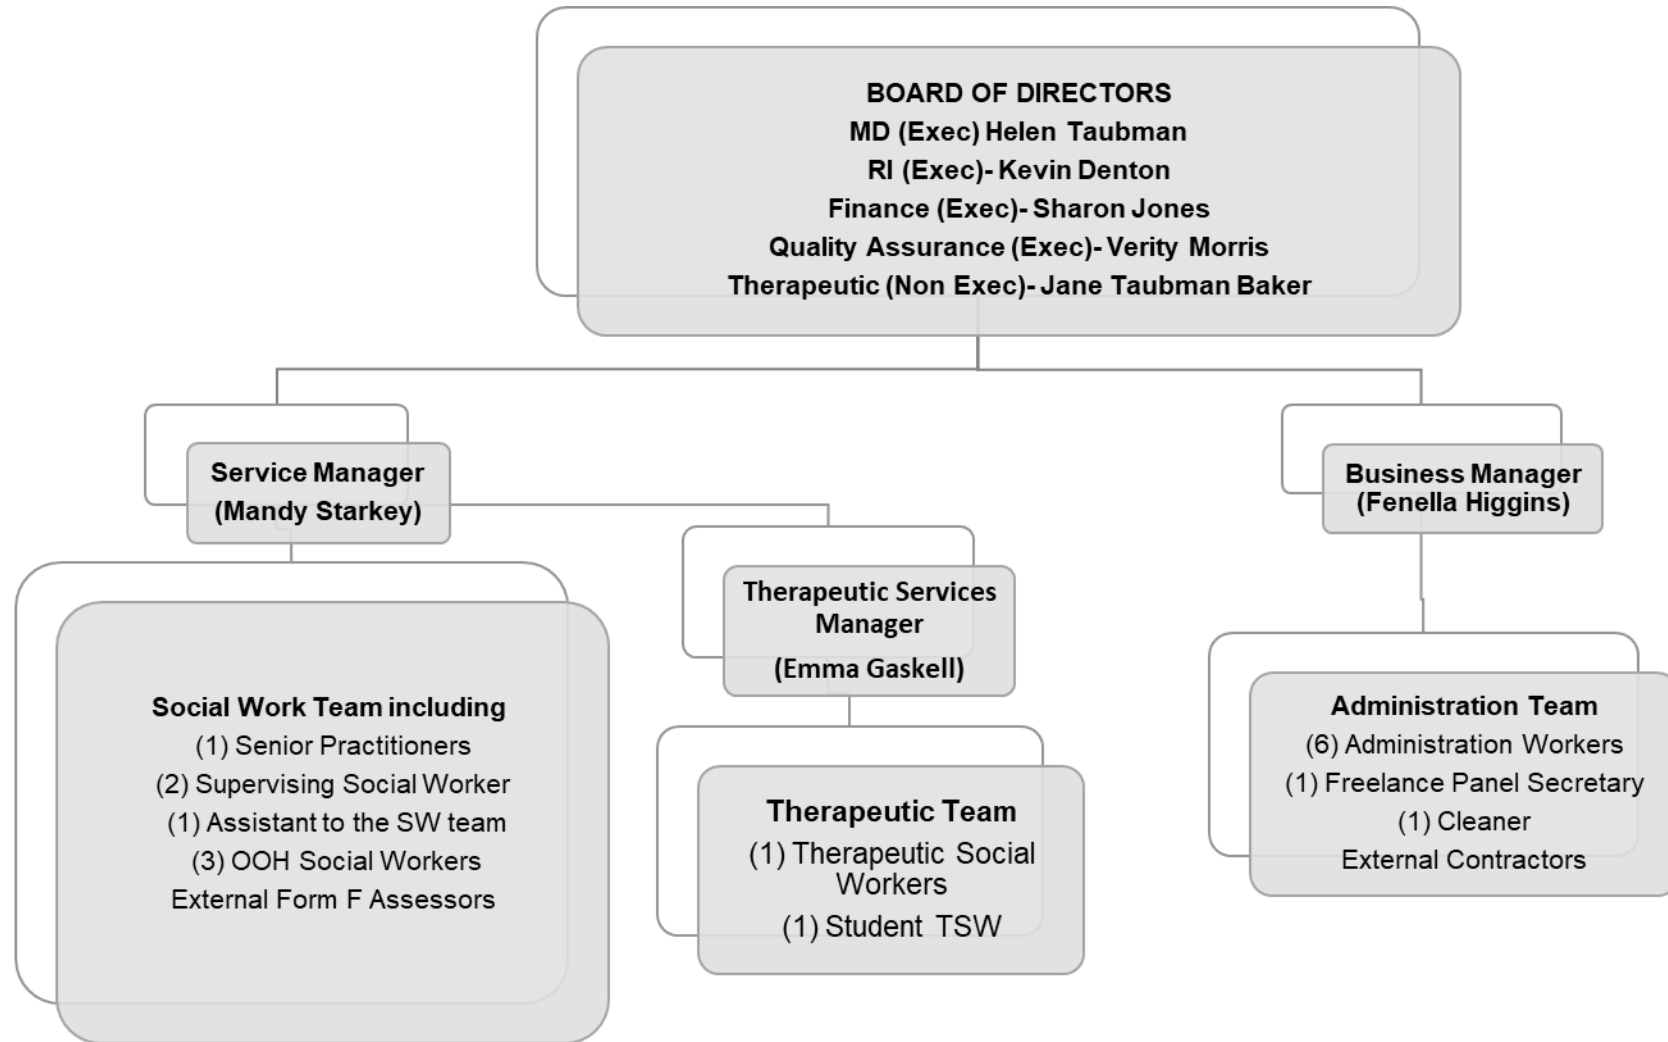 BOARD OF DIRECTORS
MD (Exec) Helen Taubman
RI (Exec)- Kevin Denton
Finance (Exec)- Sharon Jones
Quality Assurance (Exec)- Verity Morris
Therapeutic (Non Exec)- Jane Taubman Baker
Service Manager
(Mandy Starkey)
Business Manager
(Fenella Higgins)
Therapeutic Services
Manager
(Emma Gaskell)
Social Work Team including
(1) Senior Practitioners
(2) Supervising Social Worker
(1) Assistant to the SW team
(3) OOH Social Workers
External Form F Assessors
Therapeutic Team
(1) Therapeutic Social
Workers
(1) Student TSW
Administration Team
(6) Administration Workers
(1) Freelance Panel Secretary
(1) Cleaner
External Contractors